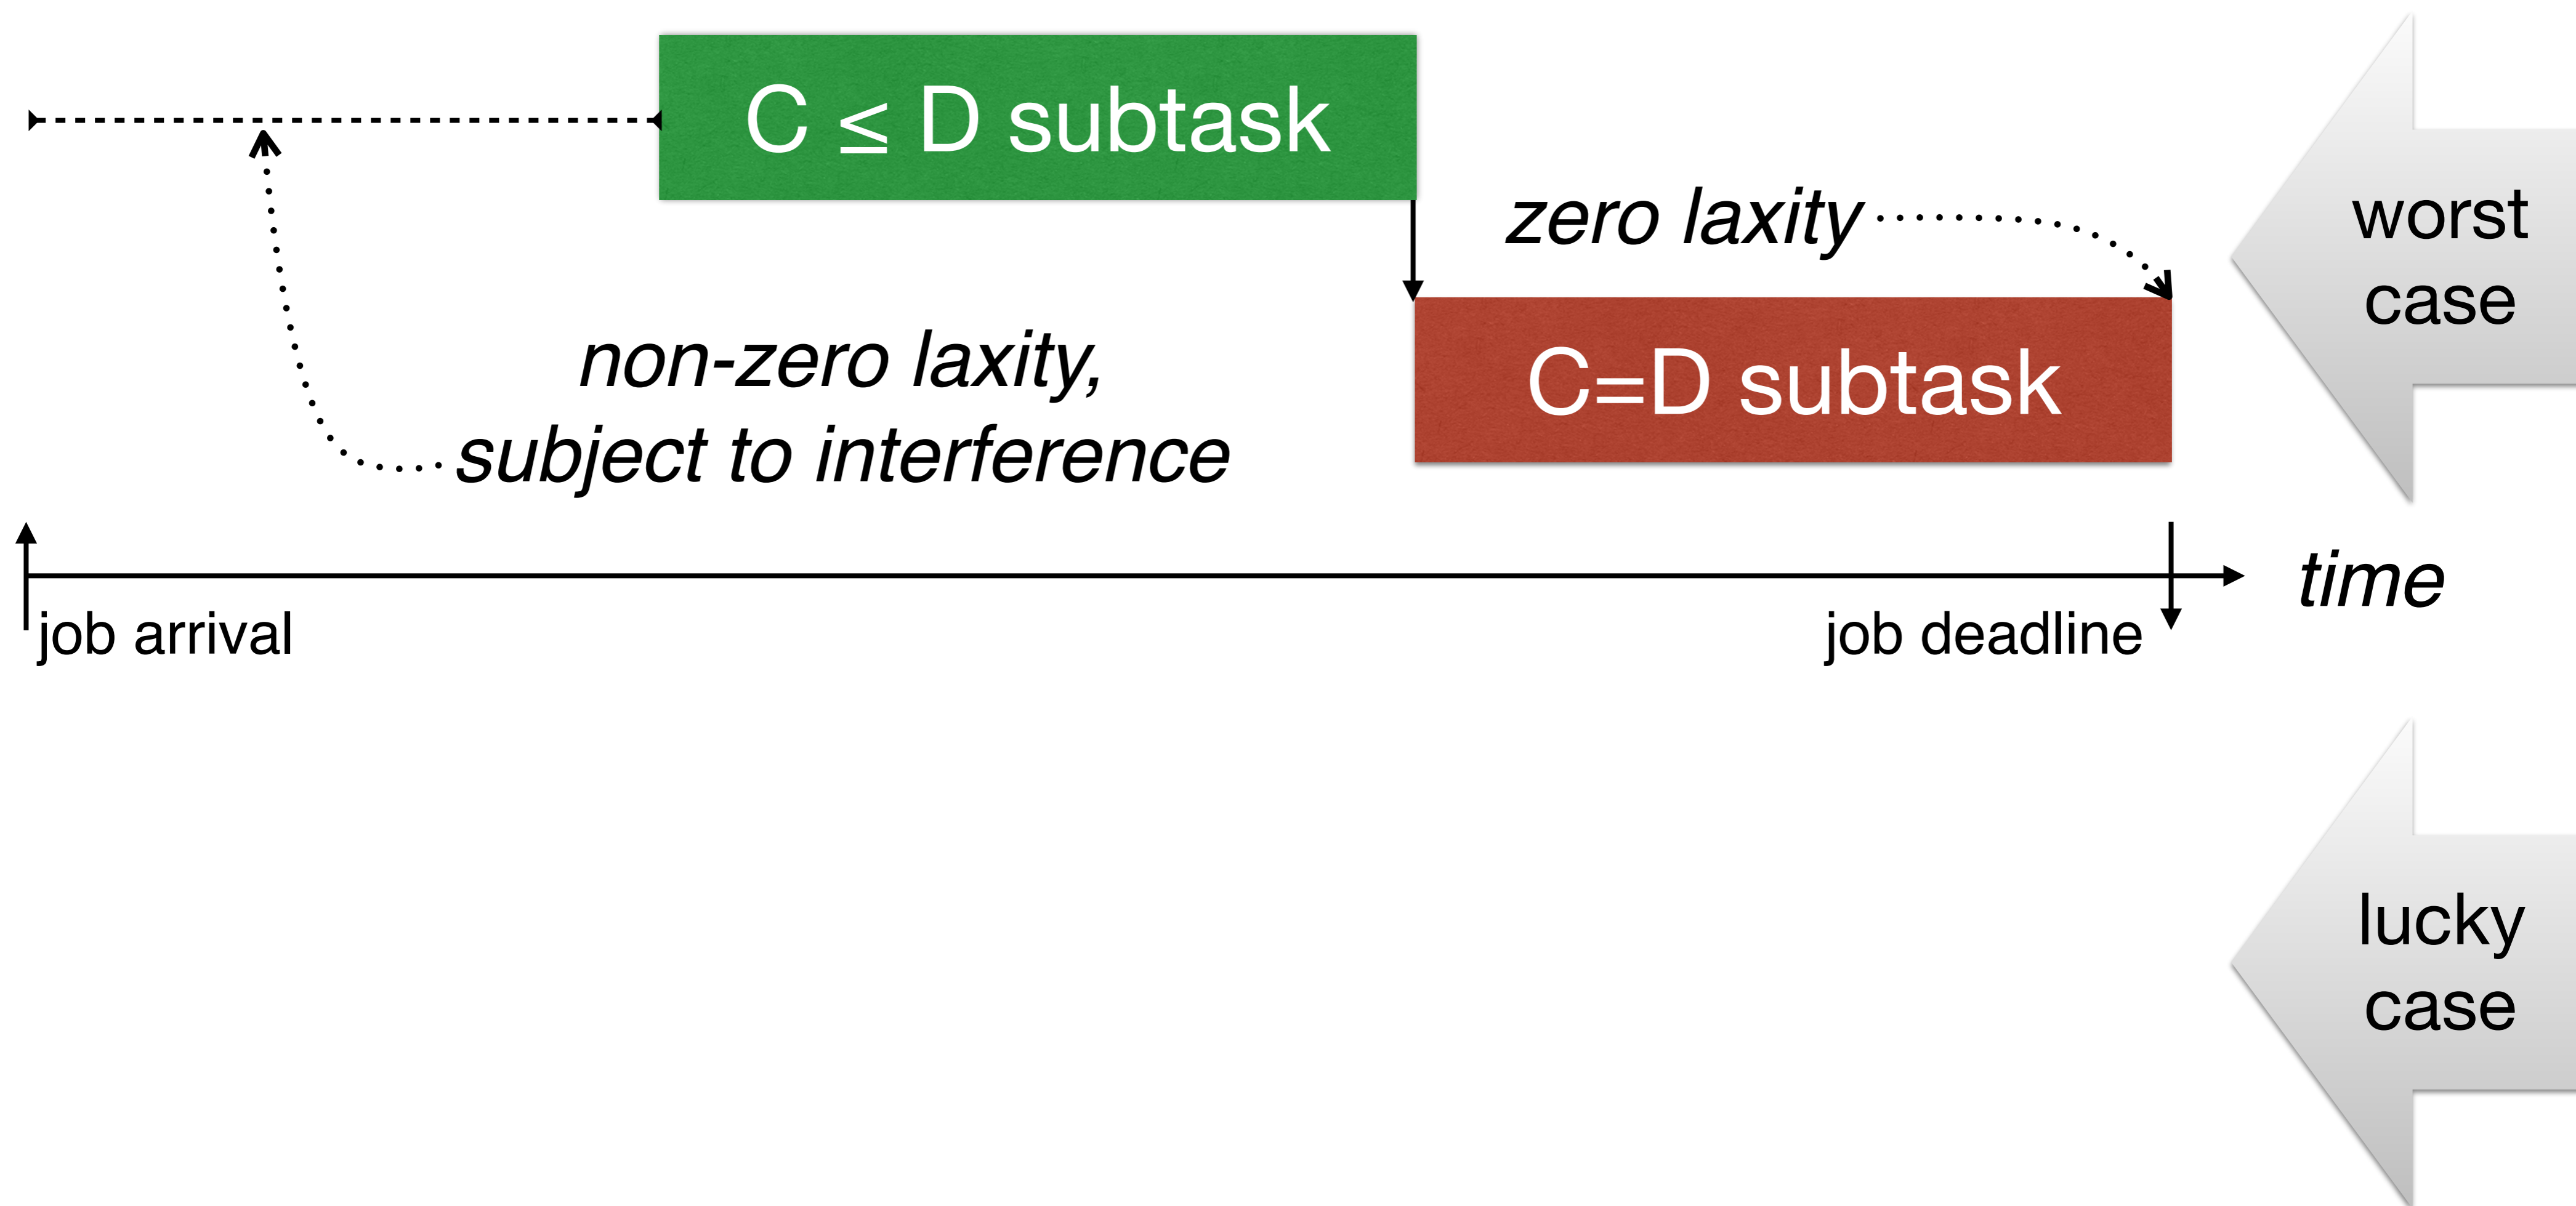 C ≤ D subtask
zero laxity
worst
case
non-zero laxity,
subject to interference
C=D subtask
time
job arrival
job deadline
lucky
case